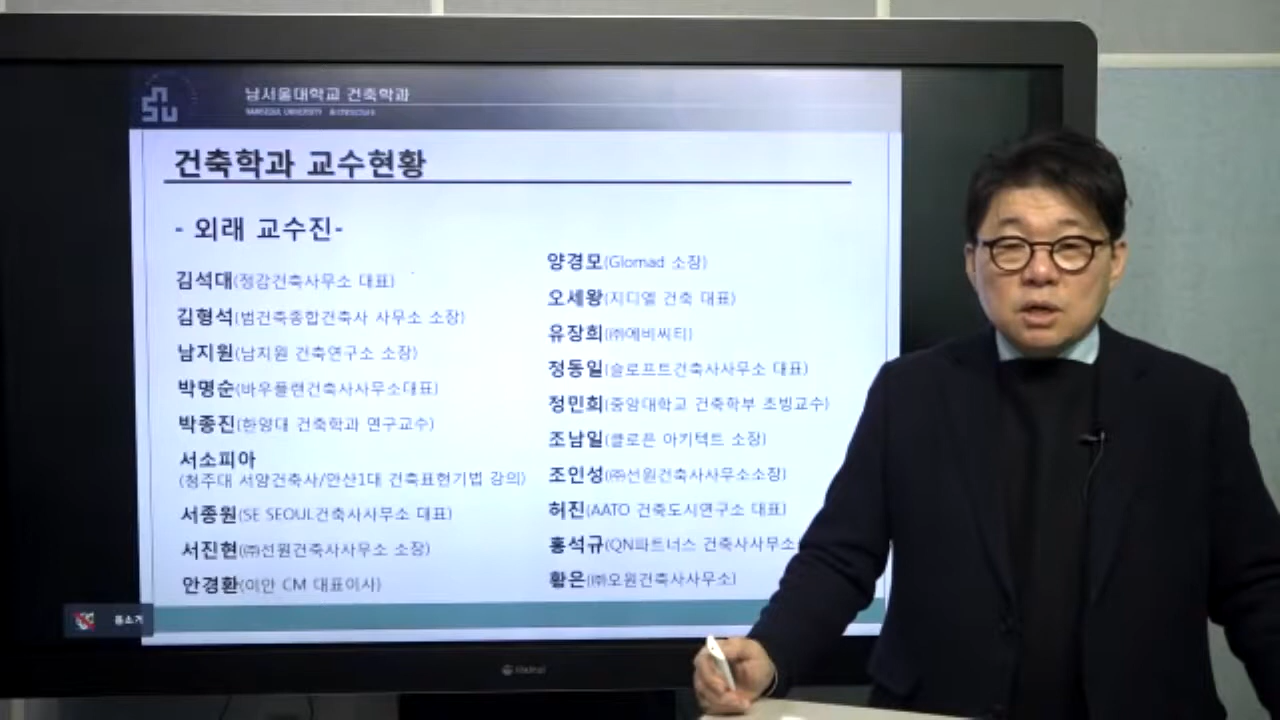 남서울대학교 건축학과
NAMSEOUL UNIVERSITY Architecture
건축학과 교수현황
- 외래 교수진-
김석대(정감건축사무소 대표)
김형석(범건축종합건축사 사무소 소장)
남지원(남지원 건축연구소 소장)
박명순(바우플랜건축사사무소대표)
박종진(한양대 건축학과 연구교수)
서소피아
(청주대 서양건축사/안산1대 건축표현기법 강의)
서종원(SE SEOUL건축사사무소 대표)
서진현(㈜선원건축사사무소 소장)
안경환(이안 CM 대표이사)
양경모(Glomad 소장)
오세왕(지디엘 건축 대표)
유장희(㈜에비씨티)
정동일(슬로프트건축사사무소 대표)
정민희(중앙대학교 건축학부 초빙교수)
조남일(클로픈 아키텍트 소장)
조인성(㈜선원건축사사무소소장)
허진(AATO 건축도시연구소 대표)
홍석규(QN파트너스 건축사사무소
황은(㈜오원건축사사무소)